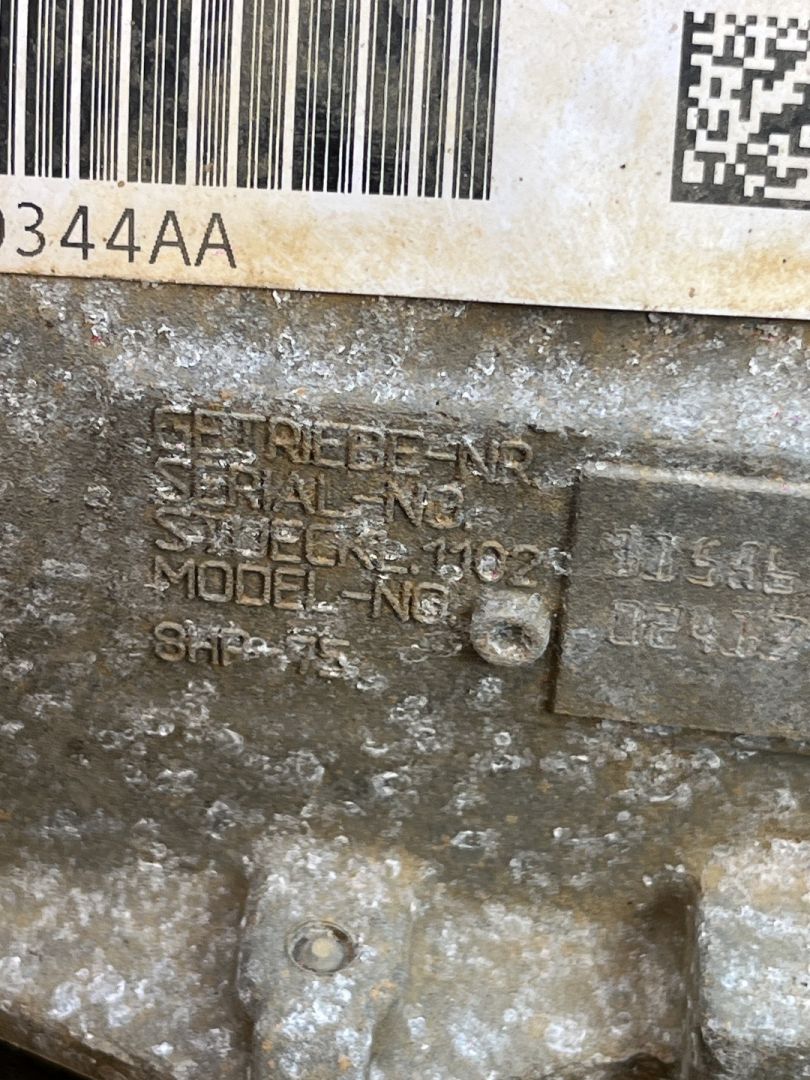 0344AA
GETRIEBE-NR.
SERIAL-NO.
STUECKL.1102
MODEL-NO.
8HP-75